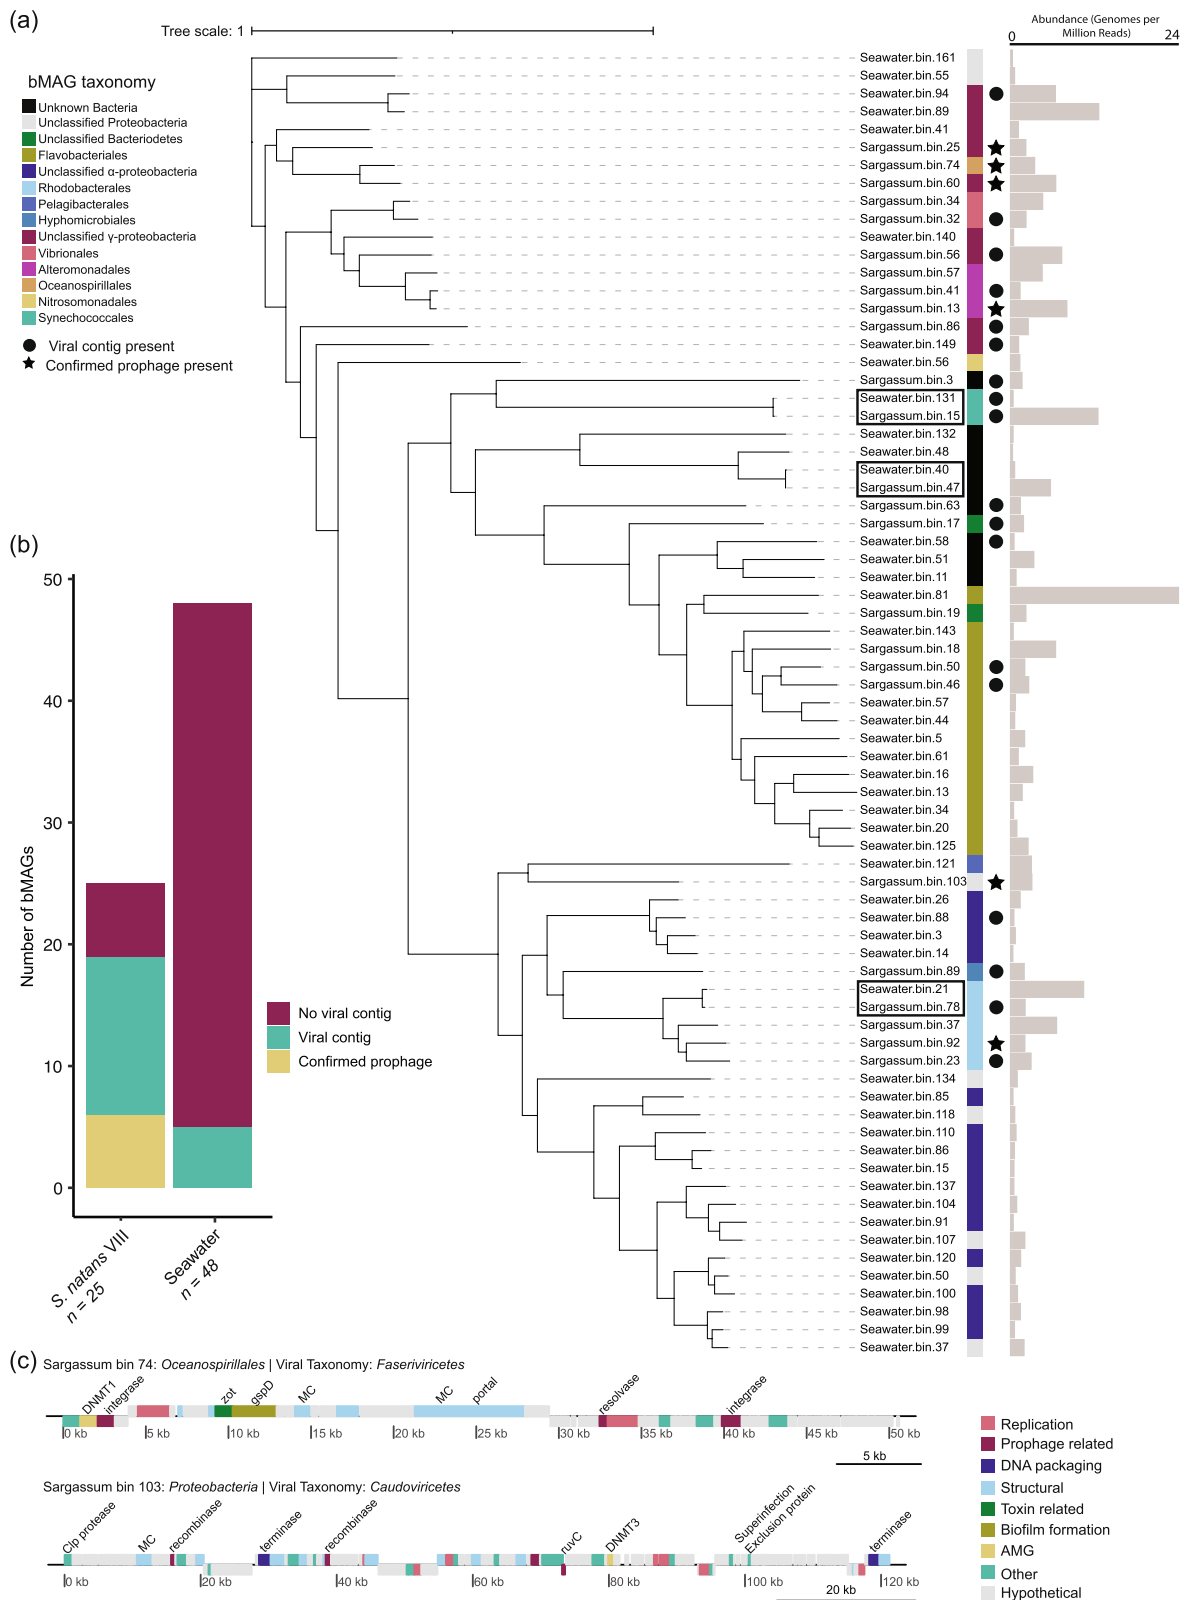 (a)
Tree scale: 1
Abundance (Genomes per
Million Reads)
0
24
bMAG taxonomy
Unknown Bacteria
Unclassified Proteobacteria
Unclassified Bacteriodetes
Flavobacteriales
Unclassified α-proteobacteria
Rhodobacterales
Pelagibacterales
Hyphomicrobiales
Unclassified γ-proteobacteria
Vibrionales
Alteromonadales
Oceanospirillales
Nitrosomonadales
Synechococcales
Viral contig present
Confirmed prophage present
Seawater.bin.161
Seawater.bin.55
Seawater.bin.94
Seawater.bin.89
Seawater.bin.41
Sargassum.bin.25
Sargassum.bin.74
Sargassum.bin.60
Sargassum.bin.34
Sargassum.bin.32
Seawater.bin.140
Sargassum.bin.56
Sargassum.bin.57
Sargassum.bin.41
Sargassum.bin.13
Sargassum.bin.86
Seawater.bin.149
Seawater.bin.56
Sargassum.bin.3
Seawater.bin.131
Sargassum.bin.15
Seawater.bin.132
Seawater.bin.48
Seawater.bin.40
Sargassum.bin.47
Sargassum.bin.63
Sargassum.bin.17
Seawater.bin.58
Seawater.bin.51
Seawater.bin.11
Seawater.bin.81
Sargassum.bin.19
Seawater.bin.143
Sargassum.bin.18
Sargassum.bin.50
Sargassum.bin.46
Seawater.bin.57
Seawater.bin.44
Seawater.bin.5
Seawater.bin.61
Seawater.bin.16
Seawater.bin.13
Seawater.bin.34
Seawater.bin.20
Seawater.bin.125
Seawater.bin.121
Sargassum.bin.103
Seawater.bin.26
Seawater.bin.88
Seawater.bin.3
Seawater.bin.14
Sargassum.bin.89
Seawater.bin.21
Sargassum.bin.78
Sargassum.bin.37
Sargassum.bin.92
Sargassum.bin.23
Seawater.bin.134
Seawater.bin.85
Seawater.bin.118
Seawater.bin.110
Seawater.bin.86
Seawater.bin.15
Seawater.bin.137
Seawater.bin.104
Seawater.bin.91
Seawater.bin.107
Seawater.bin.120
Seawater.bin.50
Seawater.bin.100
Seawater.bin.98
Seawater.bin.99
Seawater.bin.37
(b)
Number of bMAGs
50
40
30
20
10
0
S. natans VIII
n = 25
Seawater
n = 48
No viral contig
Viral contig
Confirmed prophage
(c)
Sargassum bin 74: Oceanospirillales | Viral Taxonomy: Faserviricetes
DNMT1
integrase
zot
gspD
MC
MC
portal
resolvase
integrase
0 kb
5 kb
10 kb
15 kb
20 kb
25 kb
30 kb
35 kb
40 kb
45 kb
50 kb
5 kb
Sargassum bin 103: Proteobacteria | Viral Taxonomy: Caudoviricetes
Clp protease
MC
recombinase
terminase
recombinase
ruvC
DNMT3
Superinfection
Exclusion protein
terminase
0 kb
20 kb
40 kb
60 kb
80 kb
100 kb
120 kb
20 kb
Replication
Prophage related
DNA packaging
Structural
Toxin related
Biofilm formation
AMG
Other
Hypothetical